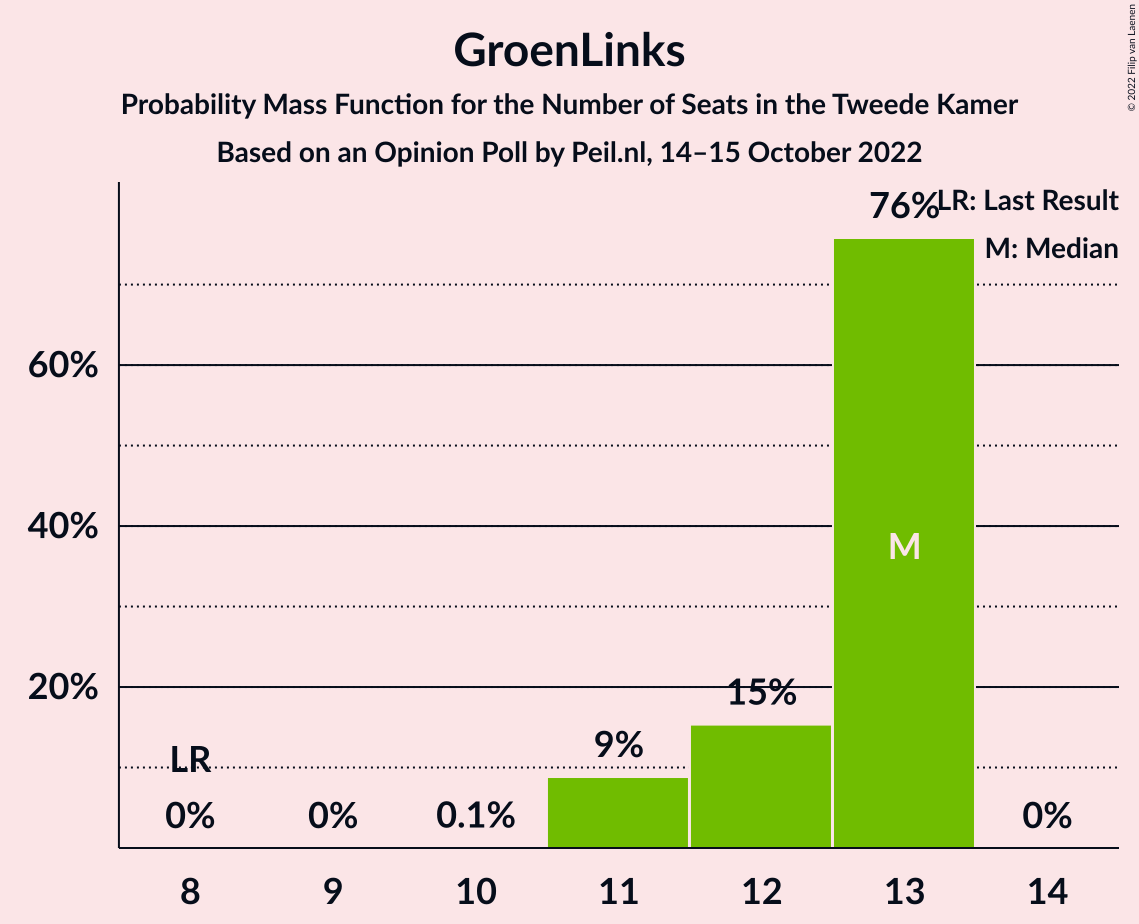 GroenLinks
Probability Mass Function for the Number of Seats in the Tweede Kamer
Based on an Opinion Poll by Peil.nl, 14–15 October 2022
© 2022 Filip van Laenen
LR: Last Result
M: Median
76%
60%
40%
M
20%
15%
9%
LR
0%
0%
0.1%
0%
8
9
10
11
12
13
14